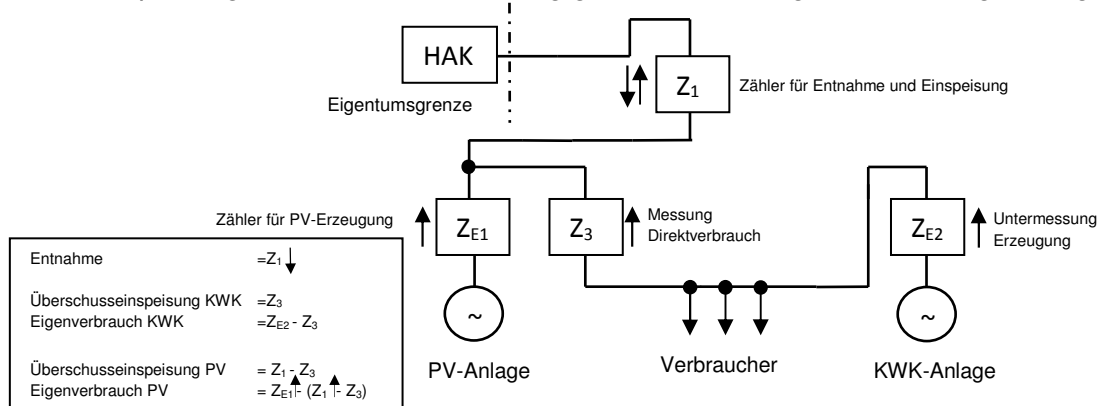 HAK
Z1
Zähler für Entnahme und Einspeisung
Eigentumsgrenze
Zähler für PV-Erzeugung
ZE1
Z3
Messung
Direktverbrauch
ZE2
Untermessung
Erzeugung
Entnahme =Z1
Überschusseinspeisung KWK =Z3
Eigenverbrauch KWK =ZE2 - Z3
Überschusseinspeisung PV = Z1 - Z3
Eigenverbrauch PV = ZE1 - (Z1 - Z3)
~
~
PV-Anlage
Verbraucher
KWK-Anlage